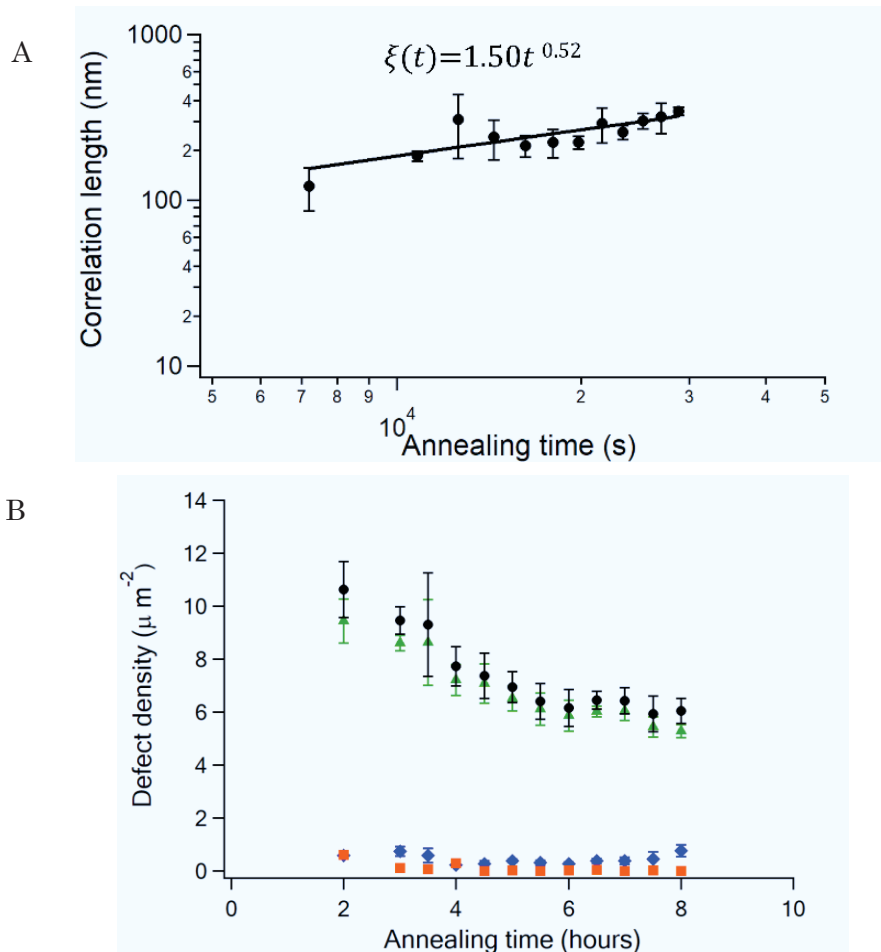 A
ξ(t)=1.50t 0.52
Correlation length (nm)
1000
6
4
2
100
6
4
2
10
5 6 7 8 9 10⁴ 2 3 4 5
Annealing time (s)
B
Defect density (μ m⁻²)
14
12
10
8
6
4
2
0
0 2 4 6 8 10
Annealing time (hours)